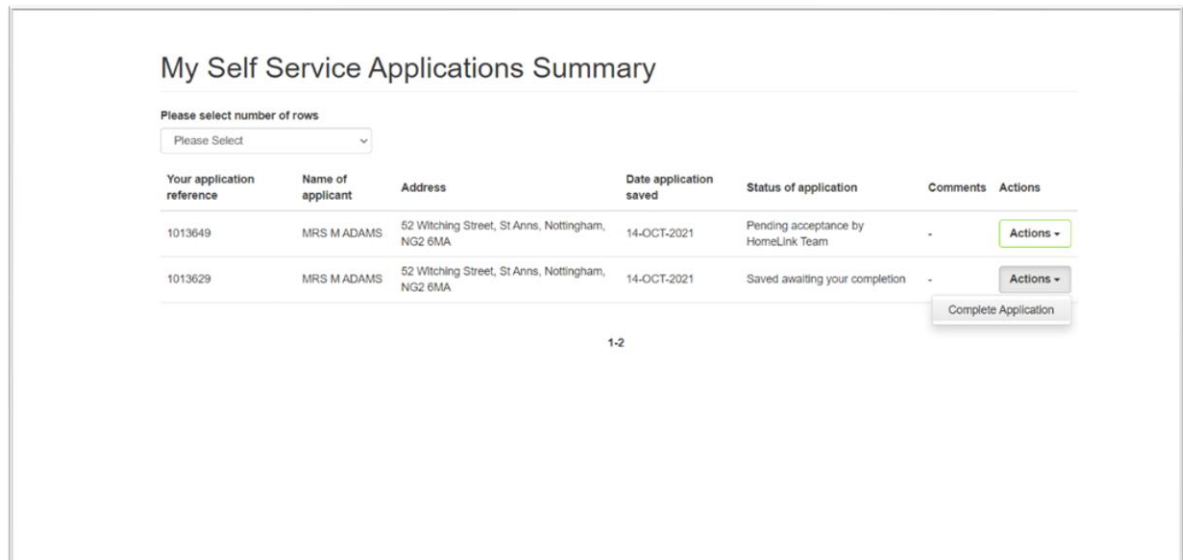 My Self Service Applications Summary
Please select number of rows
Please Select
Your application reference Name of applicant Address Date application saved Status of application Comments Actions
1013649 MRS M ADAMS 52 Witching Street, St Anns, Nottingham, NG2 6MA 14-OCT-2021 Pending acceptance by HomeLink Team - Actions
1013629 MRS M ADAMS 52 Witching Street, St Anns, Nottingham, NG2 6MA 14-OCT-2021 Saved awaiting your completion - Actions
Complete Application
1-2